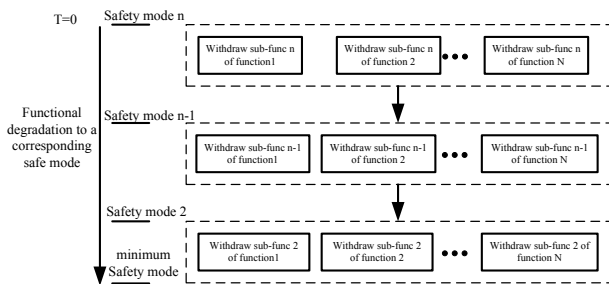 T=0
Safety mode n
Withdraw sub-func n
of function1
Withdraw sub-func n
of function 2
Withdraw sub-func n
of function N
Functional
degradation to a
corresponding
safe mode
Safety mode n-1
Withdraw sub-func n-1
of function1
Withdraw sub-func n-1
of function 2
Withdraw sub-func n-1
of function N
Safety mode 2
Withdraw sub-func 2
of function1
Withdraw sub-func 2
of function 2
Withdraw sub-func 2 of
function N
minimum
Safety mode